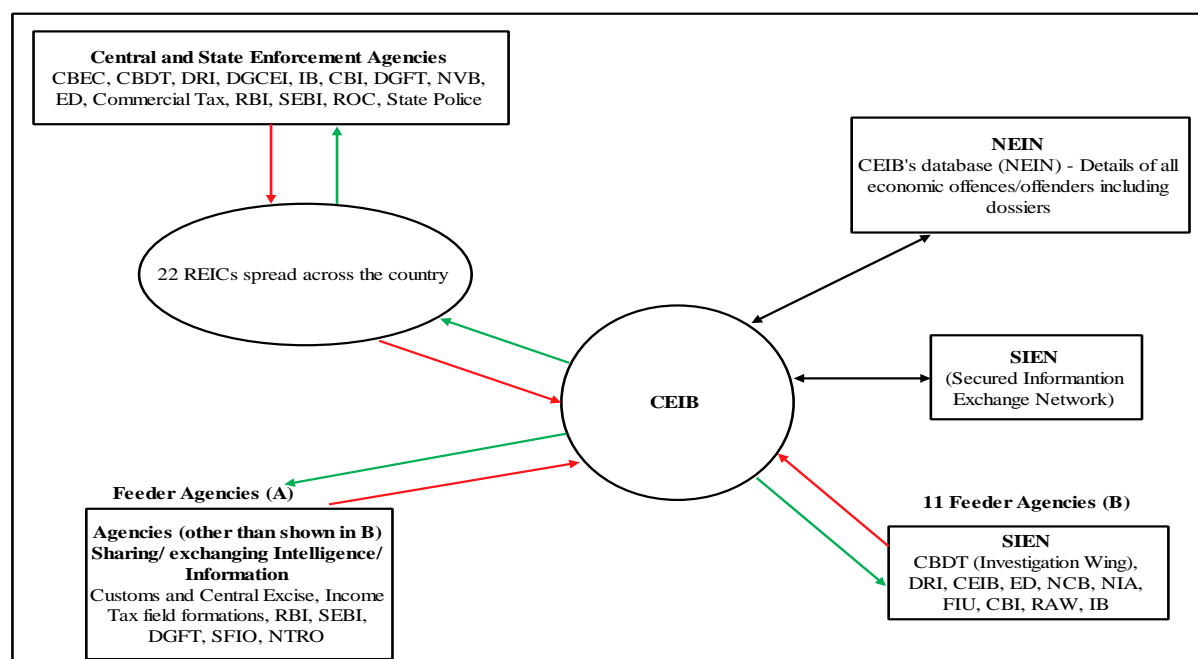 Central and State Enforcement Agencies
CBEC, CBDT, DRI, DGCEI, IB, CBI, DGFT, NVB,
ED, Commercial Tax, RBI, SEBI, ROC, State Police
NEIN
CEIB's database (NEIN) - Details of all
economic offences/offenders including
dossiers
22 REICs spread across the country
SIEN
(Secured Informantion
Exchange Network)
CEIB
Feeder Agencies (A)
Agencies (other than shown in B)
Sharing/ exchanging Intelligence/
Information
Customs and Central Excise, Income
Tax field formations, RBI, SEBI,
DGFT, SFIO, NTRO
11 Feeder Agencies (B)
SIEN
CBDT (Investigation Wing),
DRI, CEIB, ED, NCB, NIA,
FIU, CBI, RAW, IB